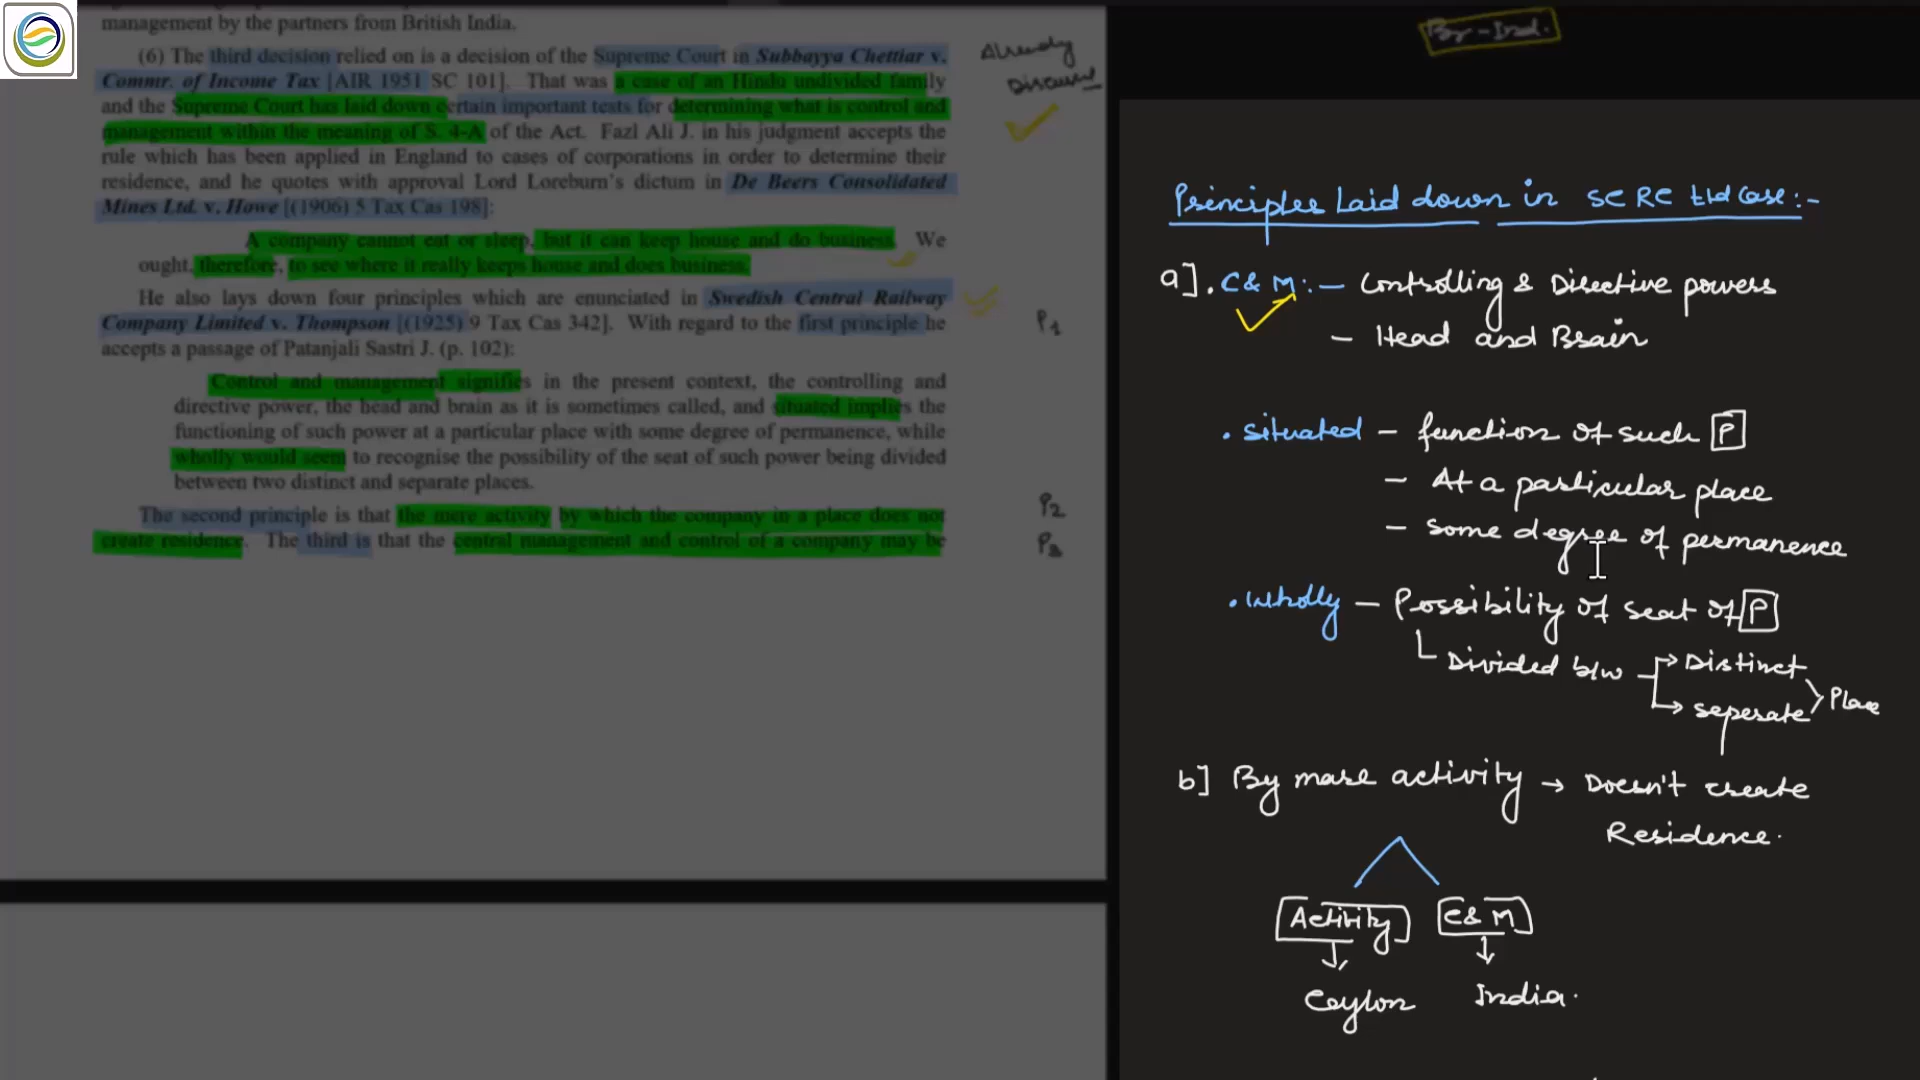 management by the partners from British India.
(6) The third decision relied on is a decision of the Supreme Court in Subbayya Chettiar v.
Commr. of Income Tax [AIR 1951 SC 101]. That was a case of an Hindu undivided family
and the Supreme Court has laid down certain important tests for determining what is control and
management within the meaning of S. 4-A of the Act. Fazl Ali J. in his judgment accepts the
rule which has been applied in England to cases of corporations in order to determine their
residence, and he quotes with approval Lord Loreburn's dictum in De Beers Consolidated
Mines Ltd. v. Howe [(1906) 5 Tax Cas 198]:
A company cannot eat or sleep, but it can keep house and do business. We
ought, therefore, to see where it really keeps house and does business.
He also lays down four principles which are enunciated in Swedish Central Railway
Company Limited v. Thompson [(1925) 9 Tax Cas 342]. With regard to the first principle he
accepts a passage of Patanjali Sastri J. (p. 102):
Control and management signifies in the present context, the controlling and
directive power, the head and brain as it is sometimes called, and situated implies the
functioning of such power at a particular place with some degree of permanence, while
wholly would seem to recognise the possibility of the seat of such power being divided
between two distinct and separate places.
The second principle is that the mere activity by which the company in a place does not
create residence. The third is that the central management and control of a company may be
Already
P1
P2
P3
By-Ind.
Principles Laid down in SCRC Ltd Case:-
a]. C & M:- – Controlling & Directive powers
– Head and Brain
• Situated – function of such P
– At a particular place
– Some degree of permanence
• Wholly – Possibility of seat of P
Divided b/w → Distinct
→ seperate
Place
b] By mare activity → Doesn't create
Residence.
Activity C & M
Ceylon India.